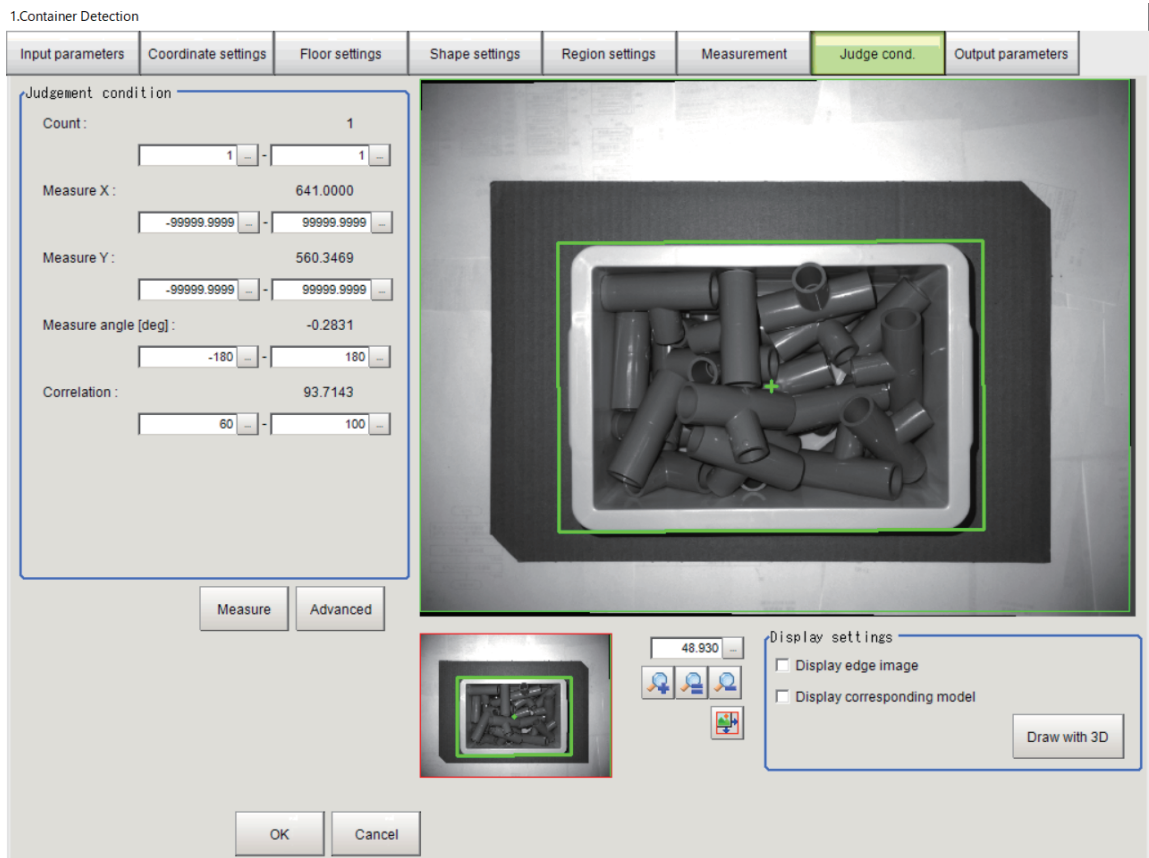 1.Container Detection
Input parameters Coordinate settings Floor settings Shape settings Region settings Measurement Judge cond. Output parameters
Judgement condition
Count : 1
1 ... - 1 ...
Measure X : 641.0000
-99999.9999 ... - 99999.9999 ...
Measure Y : 560.3469
-99999.9999 ... - 99999.9999 ...
Measure angle [deg] : -0.2831
-180 ... - 180 ...
Correlation : 93.7143
60 ... - 100 ...
Measure Advanced
48.930 ...
Display settings
Display edge image
Display corresponding model
Draw with 3D
OK Cancel